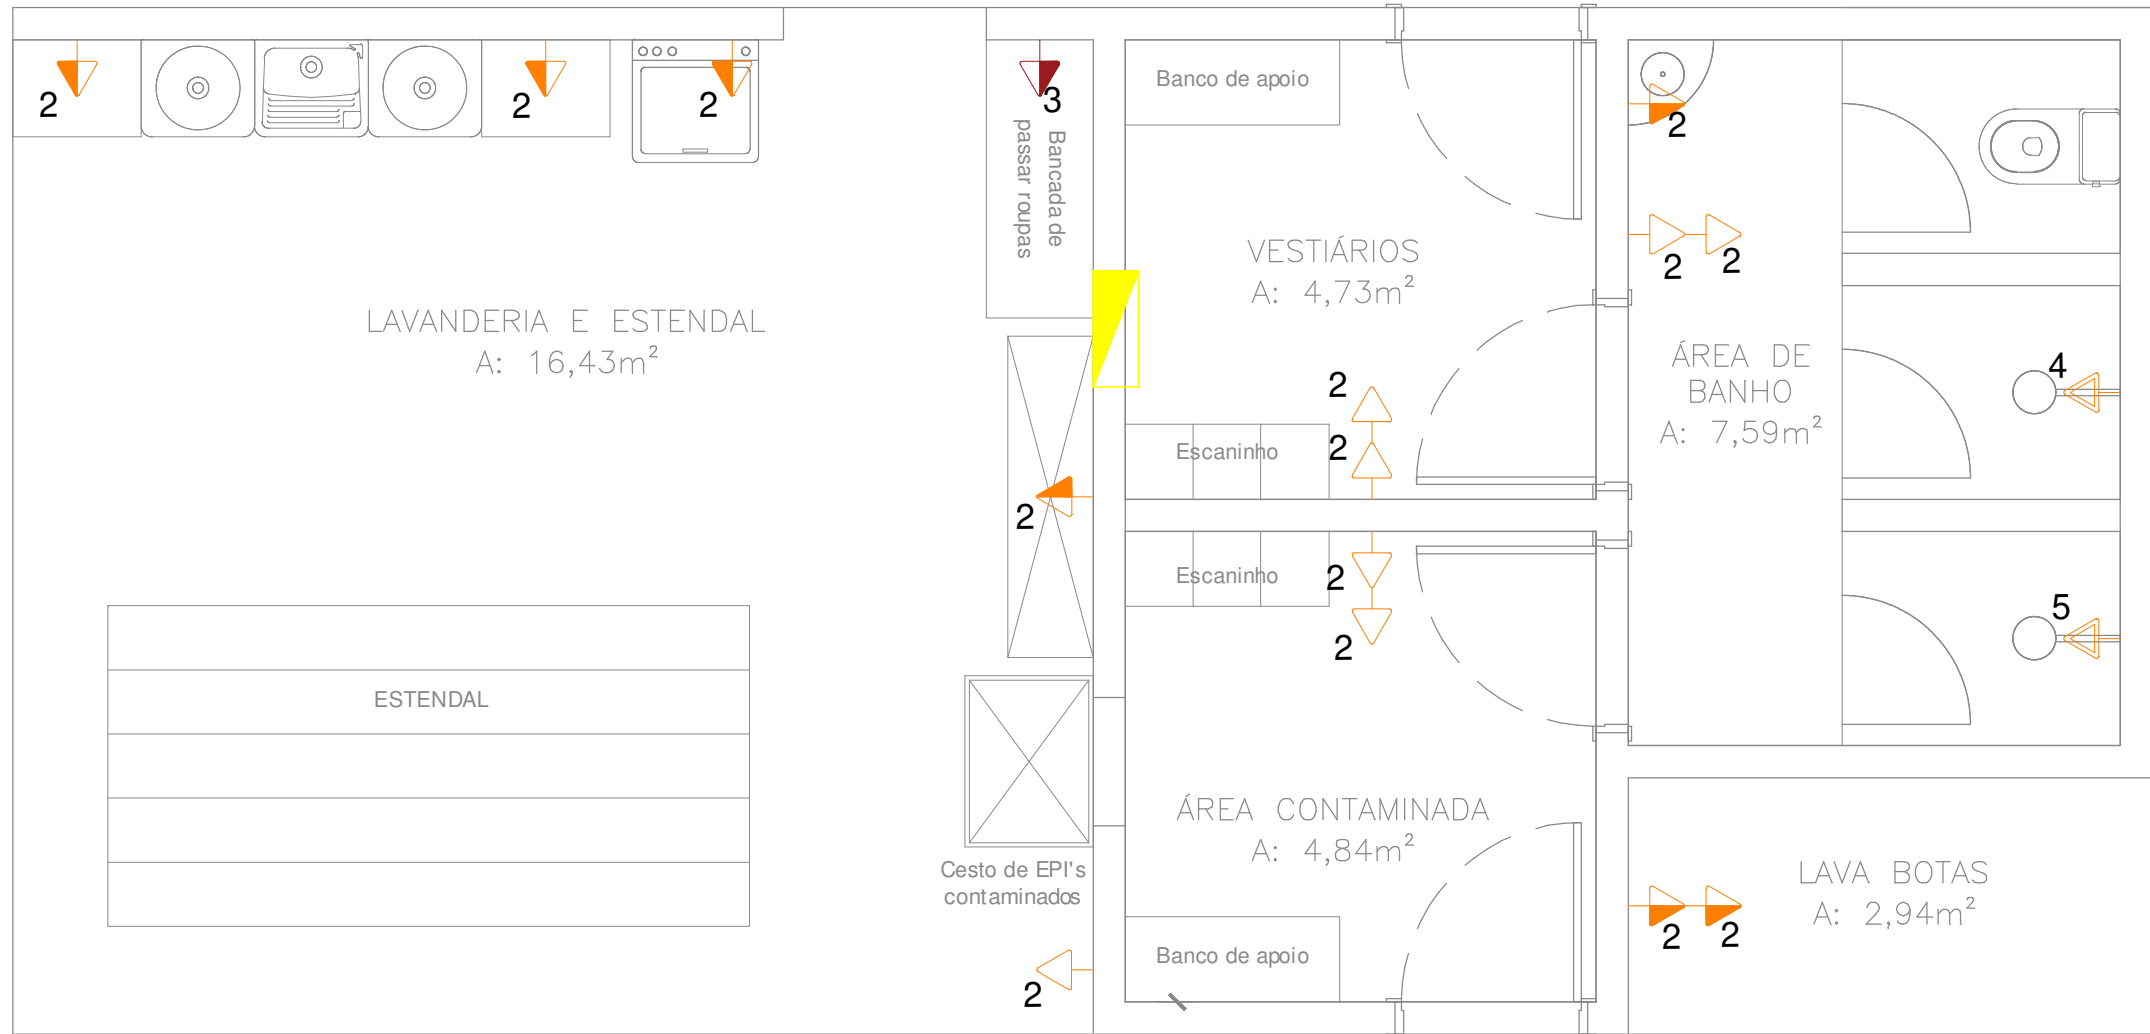 2
2
2
3
Bancada de
passar roupas
Banco de apoio
2
2
2
VESTIÁRIOS
A: 4,73m²
LAVANDERIA E ESTENDAL
A: 16,43m²
ÁREA DE
BANHO
A: 7,59m²
4
2
2
Escaninho
2
Escaninho
2
2
5
ESTENDAL
ÁREA CONTAMINADA
A: 4,84m²
Cesto de EPI's
contaminados
LAVA BOTAS
A: 2,94m²
2
2
Banco de apoio
2